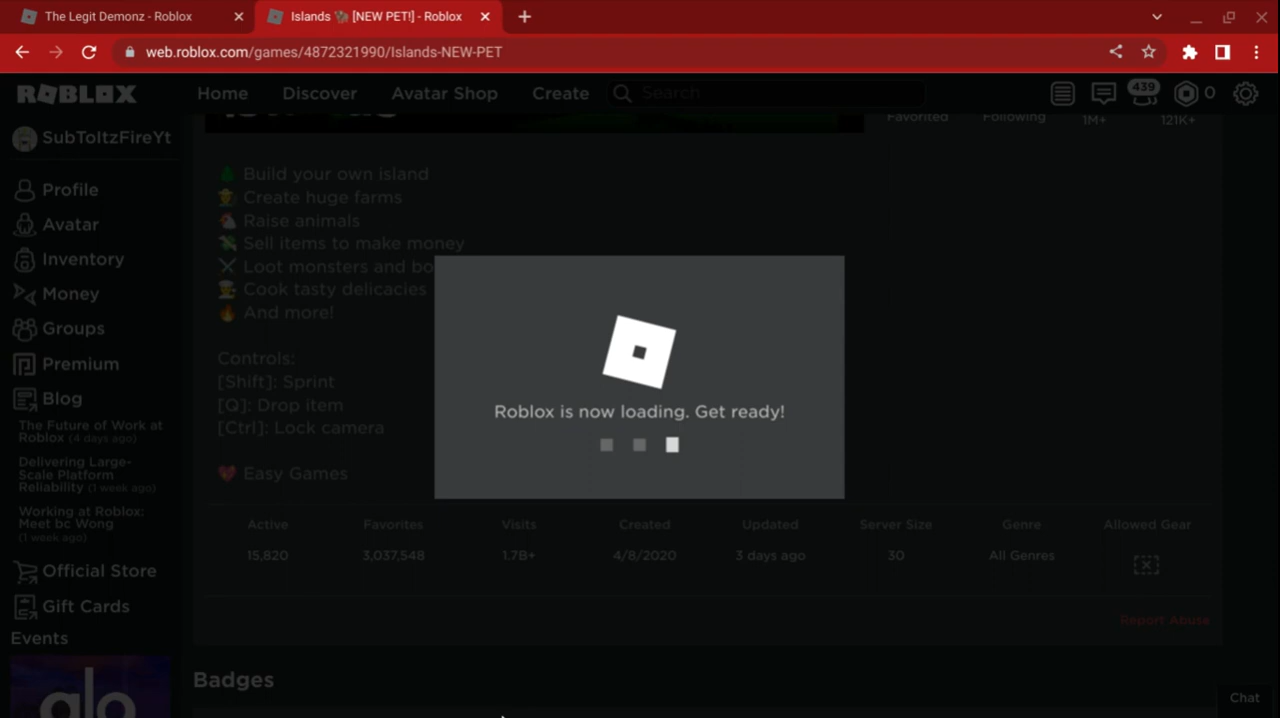 The Legit Demonz - Roblox
Islands [NEW PET!] - Roblox
web.roblox.com/games/4872321990/Islands-NEW-PET
ROBLOX
Home
Discover
Avatar Shop
Create
Search
439
0
SubToItzFireYt
Favorited
Following
1M+
121K+
Profile
Avatar
Inventory
Money
Groups
Premium
Blog
The Future of Work at
Roblox (4 days ago)
Delivering Large-
Scale Platform
Reliability (1 week ago)
Working at Roblox:
Meet bc Wong
(1 week ago)
Official Store
Gift Cards
Events
alo
🌲 Build your own island
👨‍🌾 Create huge farms
🐔 Raise animals
💸 Sell items to make money
⚔ Loot monsters and bo
👨‍🍳 Cook tasty delicacies
🔥 And more!
Controls:
[Shift]: Sprint
[Q]: Drop item
[Ctrl]: Lock camera
💖 Easy Games
Roblox is now loading. Get ready!
Active
Favorites
Visits
Created
Updated
Server Size
Genre
Allowed Gear
15,820
3,037,548
1.7B+
4/8/2020
3 days ago
30
All Genres
Report Abuse
Badges
Chat